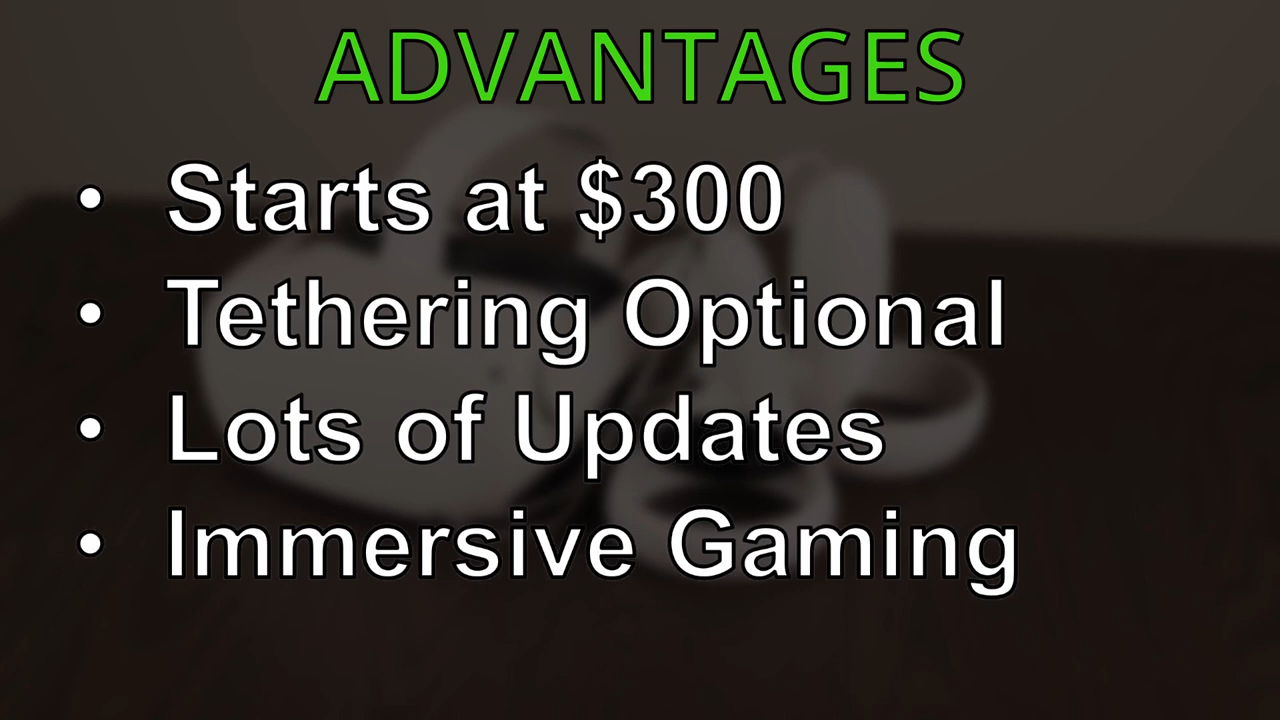 ADVANTAGES
• Starts at $300
• Tethering Optional
• Lots of Updates
• Immersive Gaming